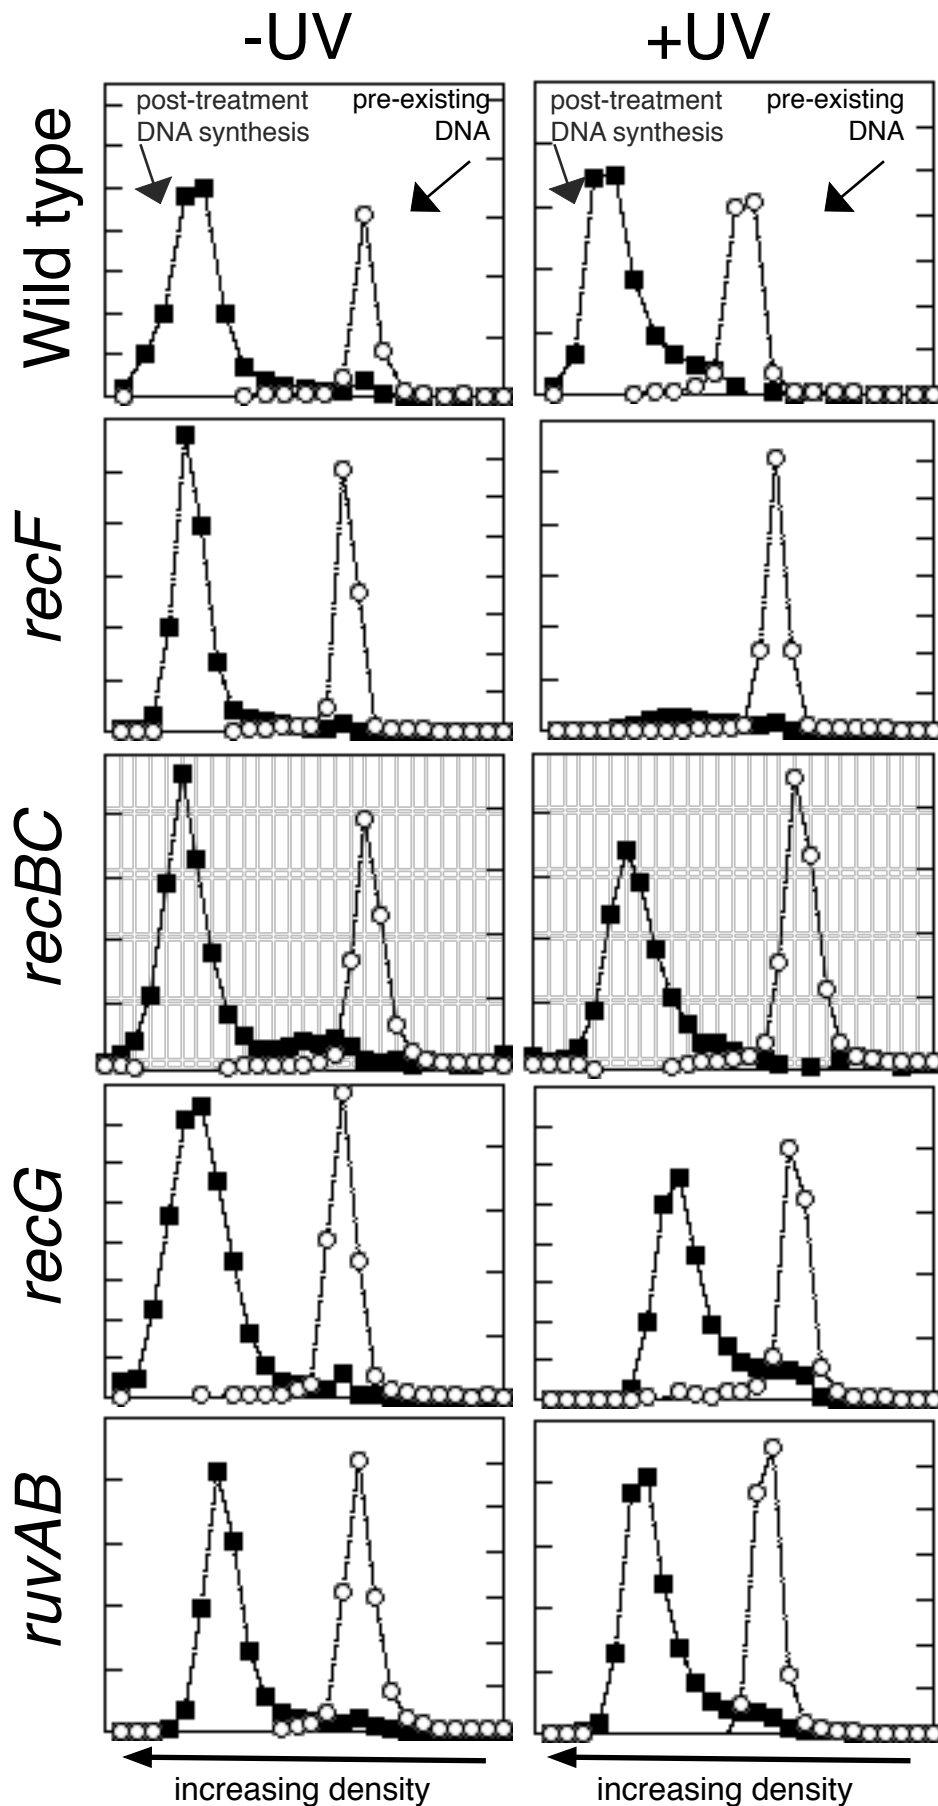 -UV
+UV
Wild type
post-treatment
DNA synthesis
pre-existing
DNA
post-treatment
DNA synthesis
pre-existing
DNA
recF
recBC
recG
ruvAB
increasing density
increasing density